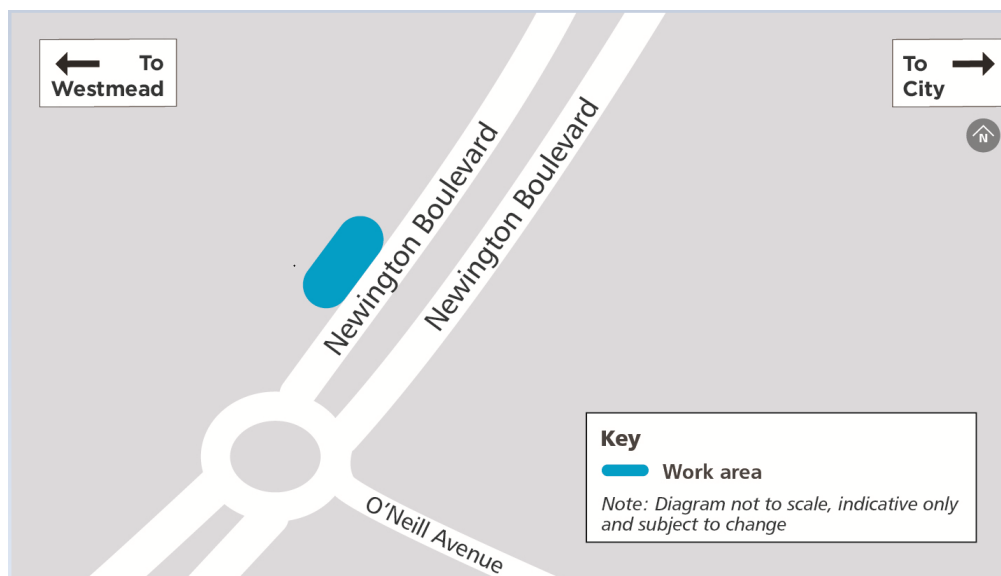 To
Westmead
To
City
N
Newington Boulevard
Newington Boulevard
Key
Work area
Note: Diagram not to scale, indicative only
and subject to change
O'Neill Avenue